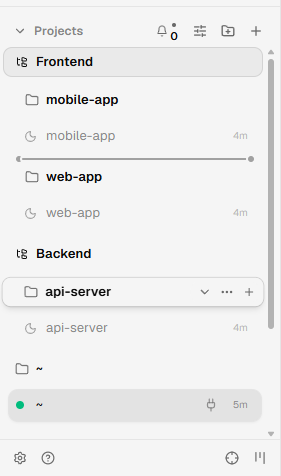 Projects 0
Frontend
mobile-app
mobile-app 4m
web-app
web-app 4m
Backend
api-server
api-server 4m
~
~ 5m